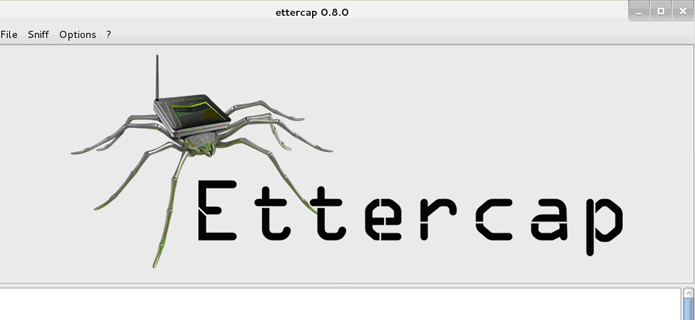 ettercap 0.8.0
File Sniff Options ?
Ettercap